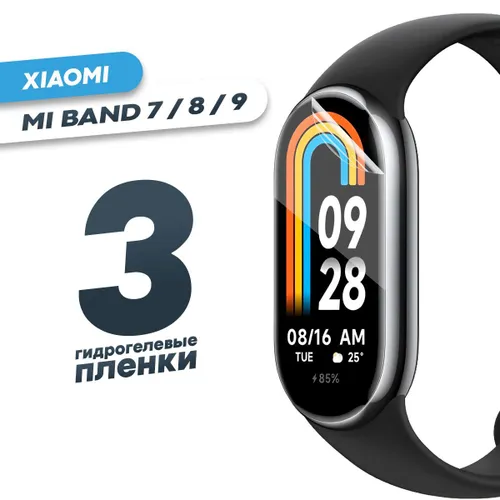 XIAOMI
MI BAND 7 / 8 / 9
3
гидрогелевые
пленки
09
28
08/16 AM
TUE 25°
85%